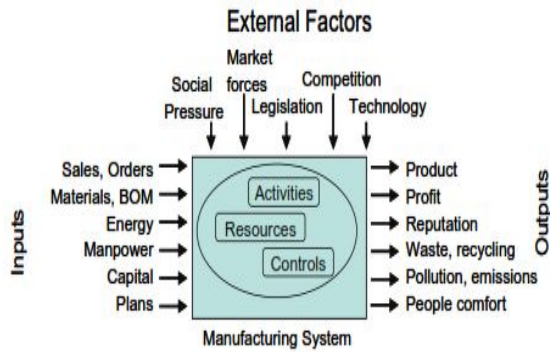 External Factors
Market
forces
Social
Pressure
Legislation
Competition
Technology
Inputs
Sales, Orders
Materials, BOM
Energy
Manpower
Capital
Plans
Activities
Resources
Controls
Product
Profit
Reputation
Waste, recycling
Pollution, emissions
People comfort
Outputs
Manufacturing System